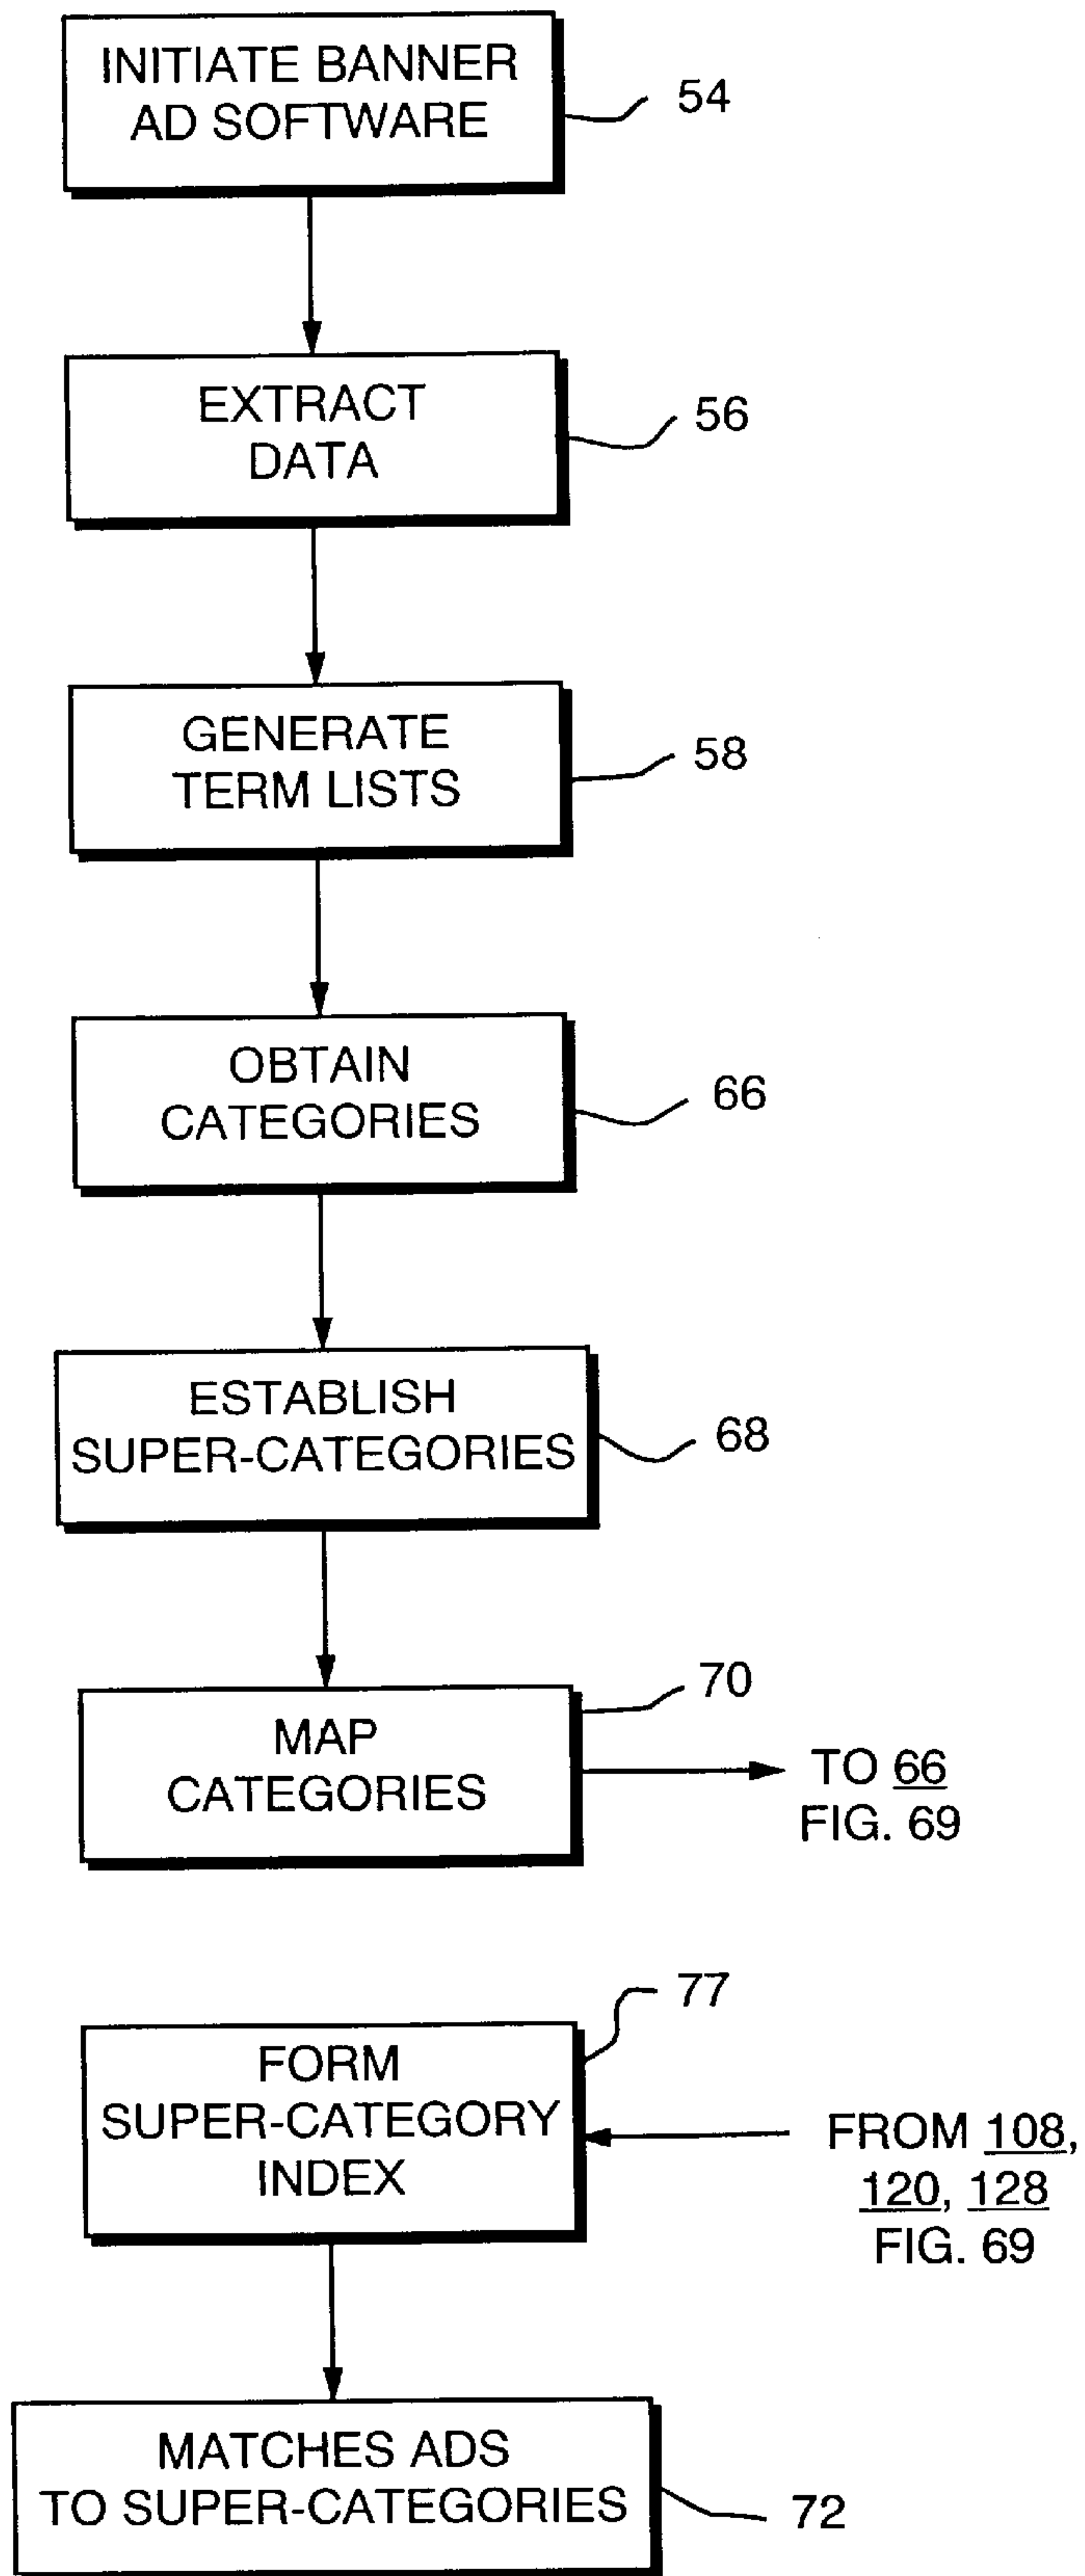 INITIATE BANNER
AD SOFTWARE
54
EXTRACT
DATA
56
GENERATE
TERM LISTS
58
OBTAIN
CATEGORIES
66
ESTABLISH
SUPER-CATEGORIES
68
70
MAP
CATEGORIES
TO 66
FIG. 69
77
FORM
SUPER-CATEGORY
INDEX
FROM 108,
120, 128
FIG. 69
MATCHES ADS
TO SUPER-CATEGORIES
72